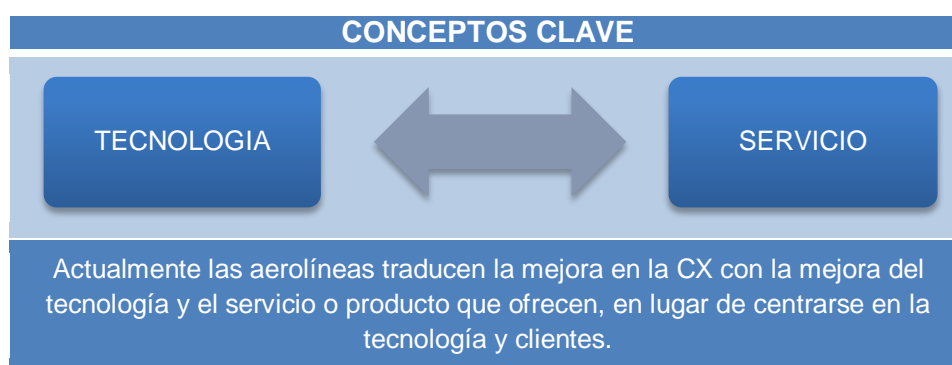 CONCEPTOS CLAVE
TECNOLOGIA
SERVICIO
Actualmente las aerolíneas traducen la mejora en la CX con la mejora del
tecnología y el servicio o producto que ofrecen, en lugar de centrarse en la
tecnología y clientes.